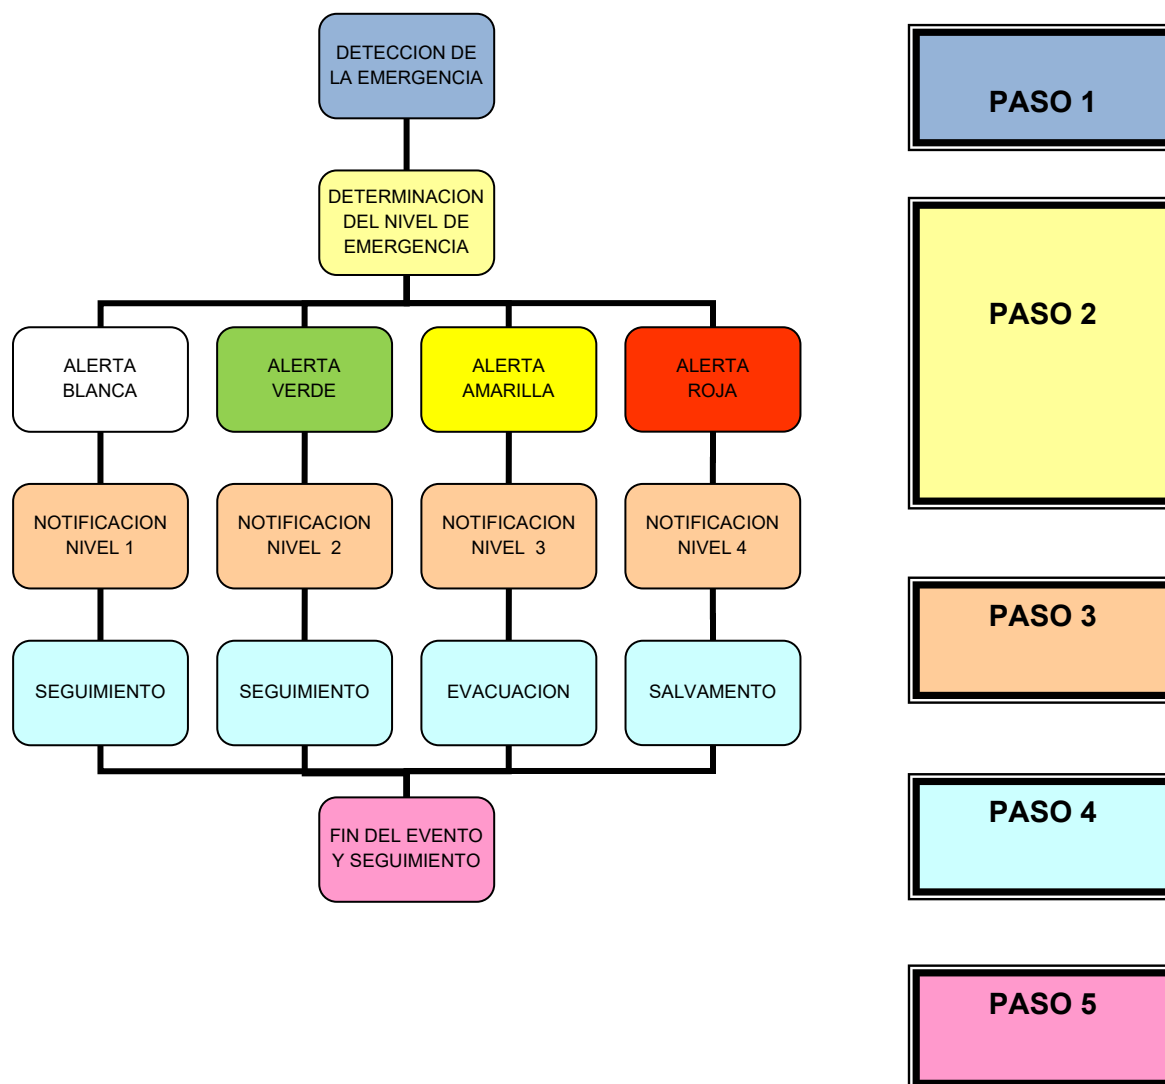 DETECCION DE
LA EMERGENCIA
PASO 1
DETERMINACION
DEL NIVEL DE
EMERGENCIA
PASO 2
ALERTA
BLANCA
ALERTA
VERDE
ALERTA
AMARILLA
ALERTA
ROJA
NOTIFICACION
NIVEL 1
NOTIFICACION
NIVEL  2
NOTIFICACION
NIVEL  3
NOTIFICACION
NIVEL 4
PASO 3
SEGUIMIENTO
SEGUIMIENTO
EVACUACION
SALVAMENTO
PASO 4
FIN DEL EVENTO
Y SEGUIMIENTO
PASO 5